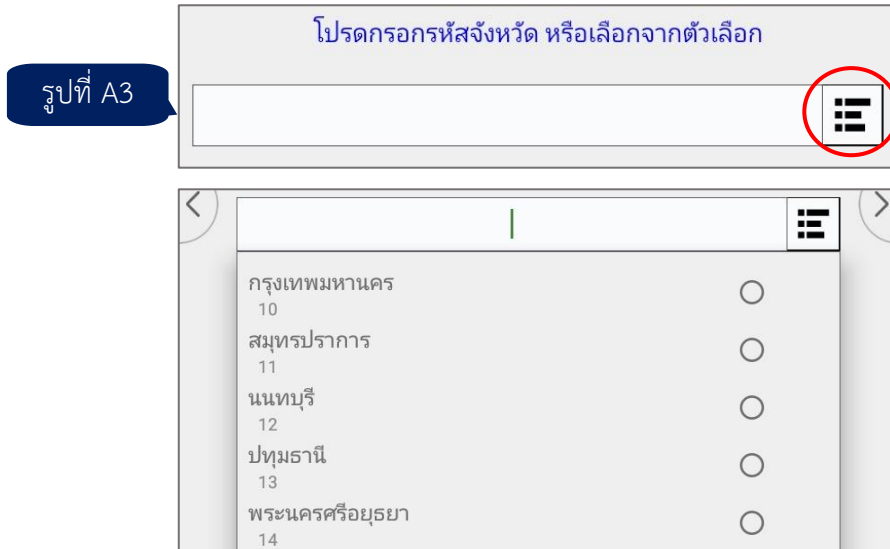 โปรดกรอกรหัสจังหวัด หรือเลือกจากตัวเลือก
รูปที่ A3
กรุงเทพมหานคร
10
สมุทรปราการ
11
นนทบุรี
12
ปทุมธานี
13
พระนครศรีอยุธยา
14